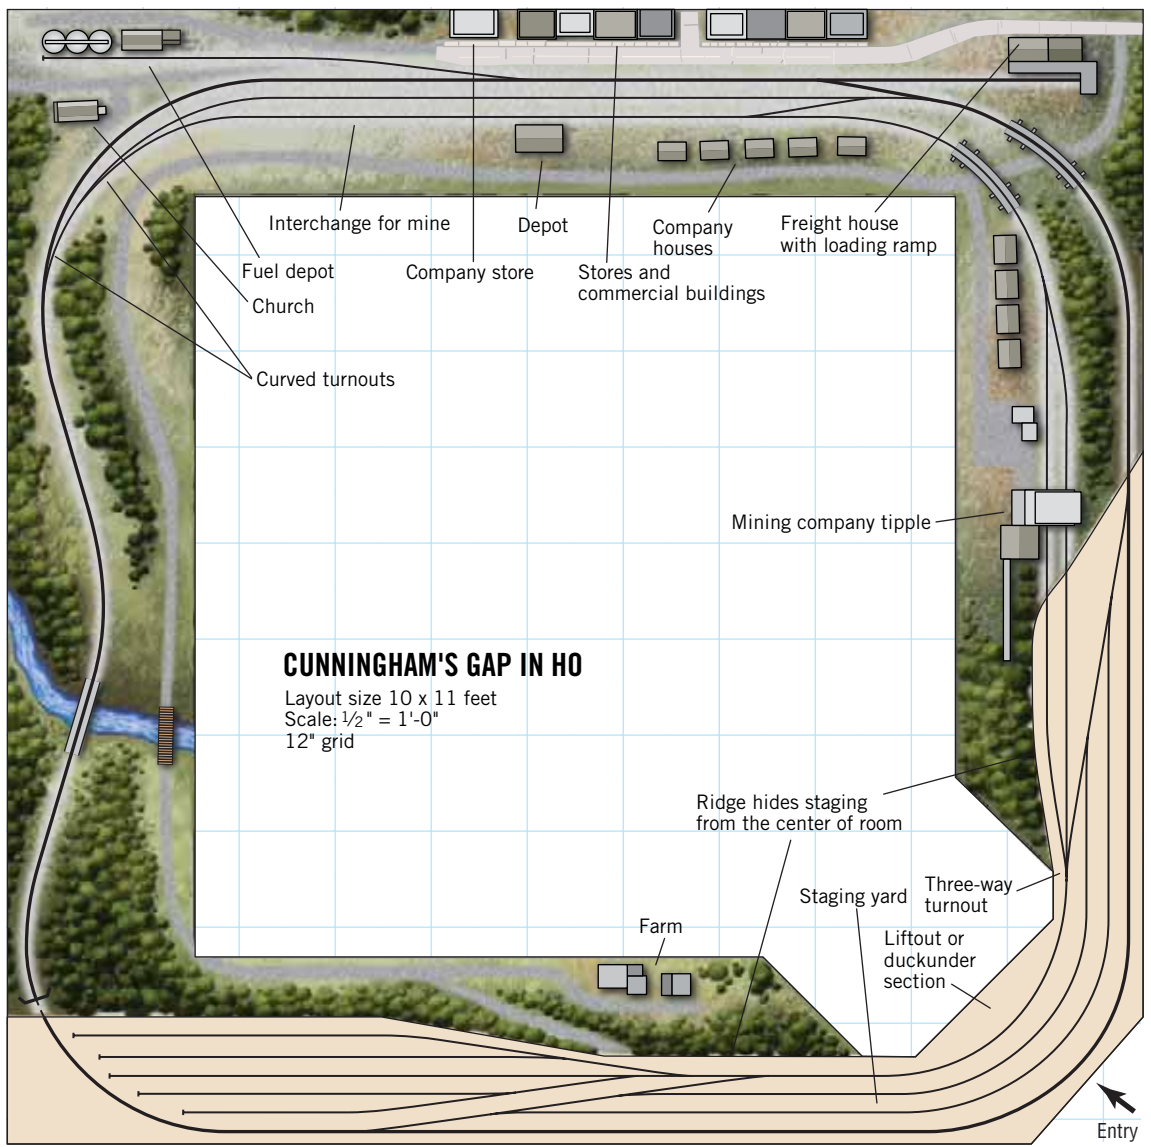 Interchange for mine
Depot
Company
houses
Freight house
with loading ramp
Fuel depot
Company store
Stores and
commercial buildings
Church
Curved turnouts
Mining company tipple
CUNNINGHAM'S GAP IN HO
Layout size 10 x 11 feet
Scale: 1/2" = 1'-0"
12" grid
Ridge hides staging
from the center of room
Staging yard
Three-way
turnout
Farm
Liftout or
duckunder
section
Entry